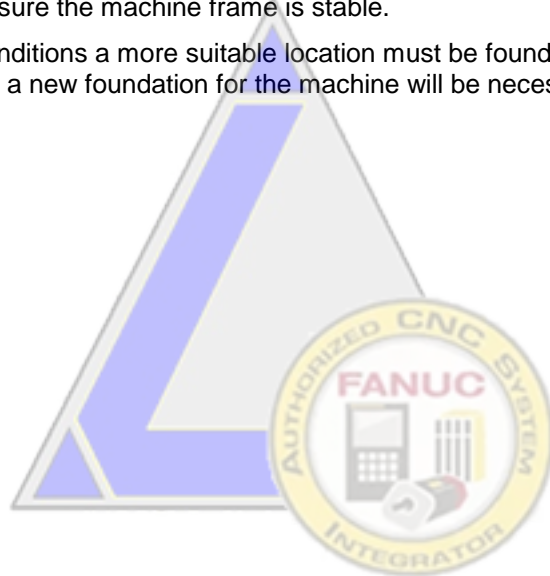 sure the machine frame is stable.
nditions a more suitable location must be found
a new foundation for the machine will be neces
AUTHORIZED CNC SYSTEM
FANUC
INTEGRATOR